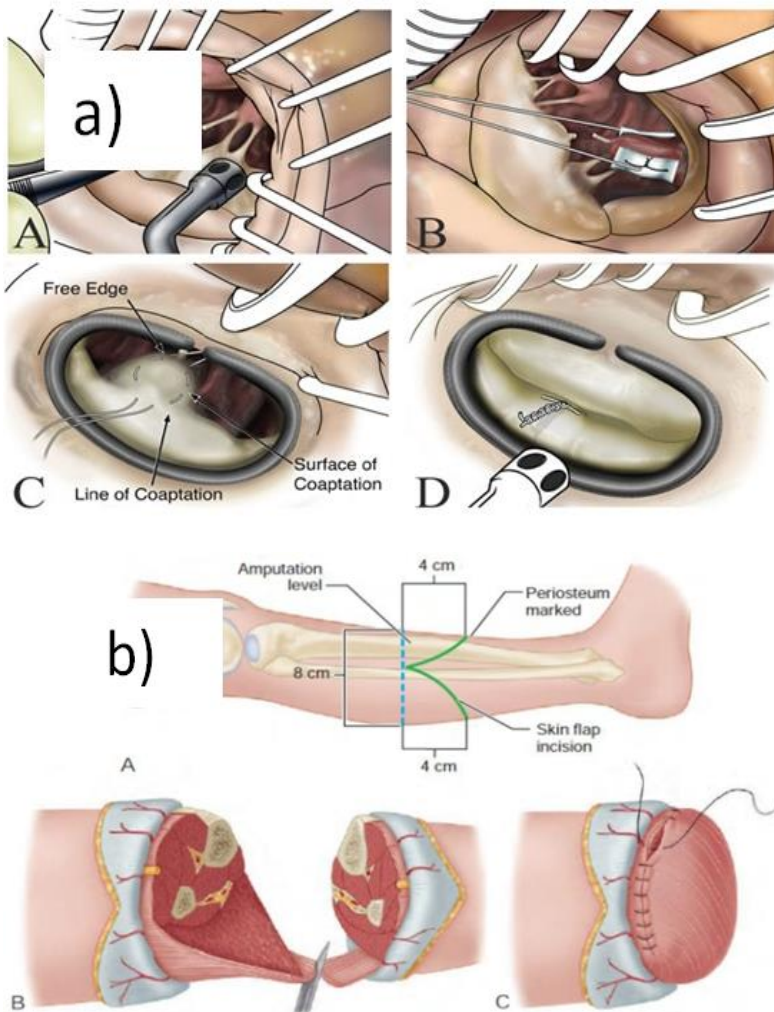 a)
A
B
Free Edge
Surface of
Coaptation
Line of Coaptation
C
D
b)
Amputation
level
4 cm
Periosteum
marked
8 cm
Skin flap
incision
4 cm
A
B
C